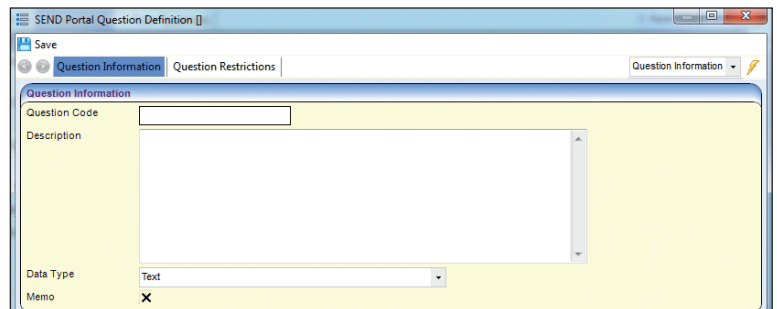 SEND Portal Question Definition []
Save
Question Information Question Restrictions Question Information
Question Information
Question Code
Description
Data Type Text
Memo